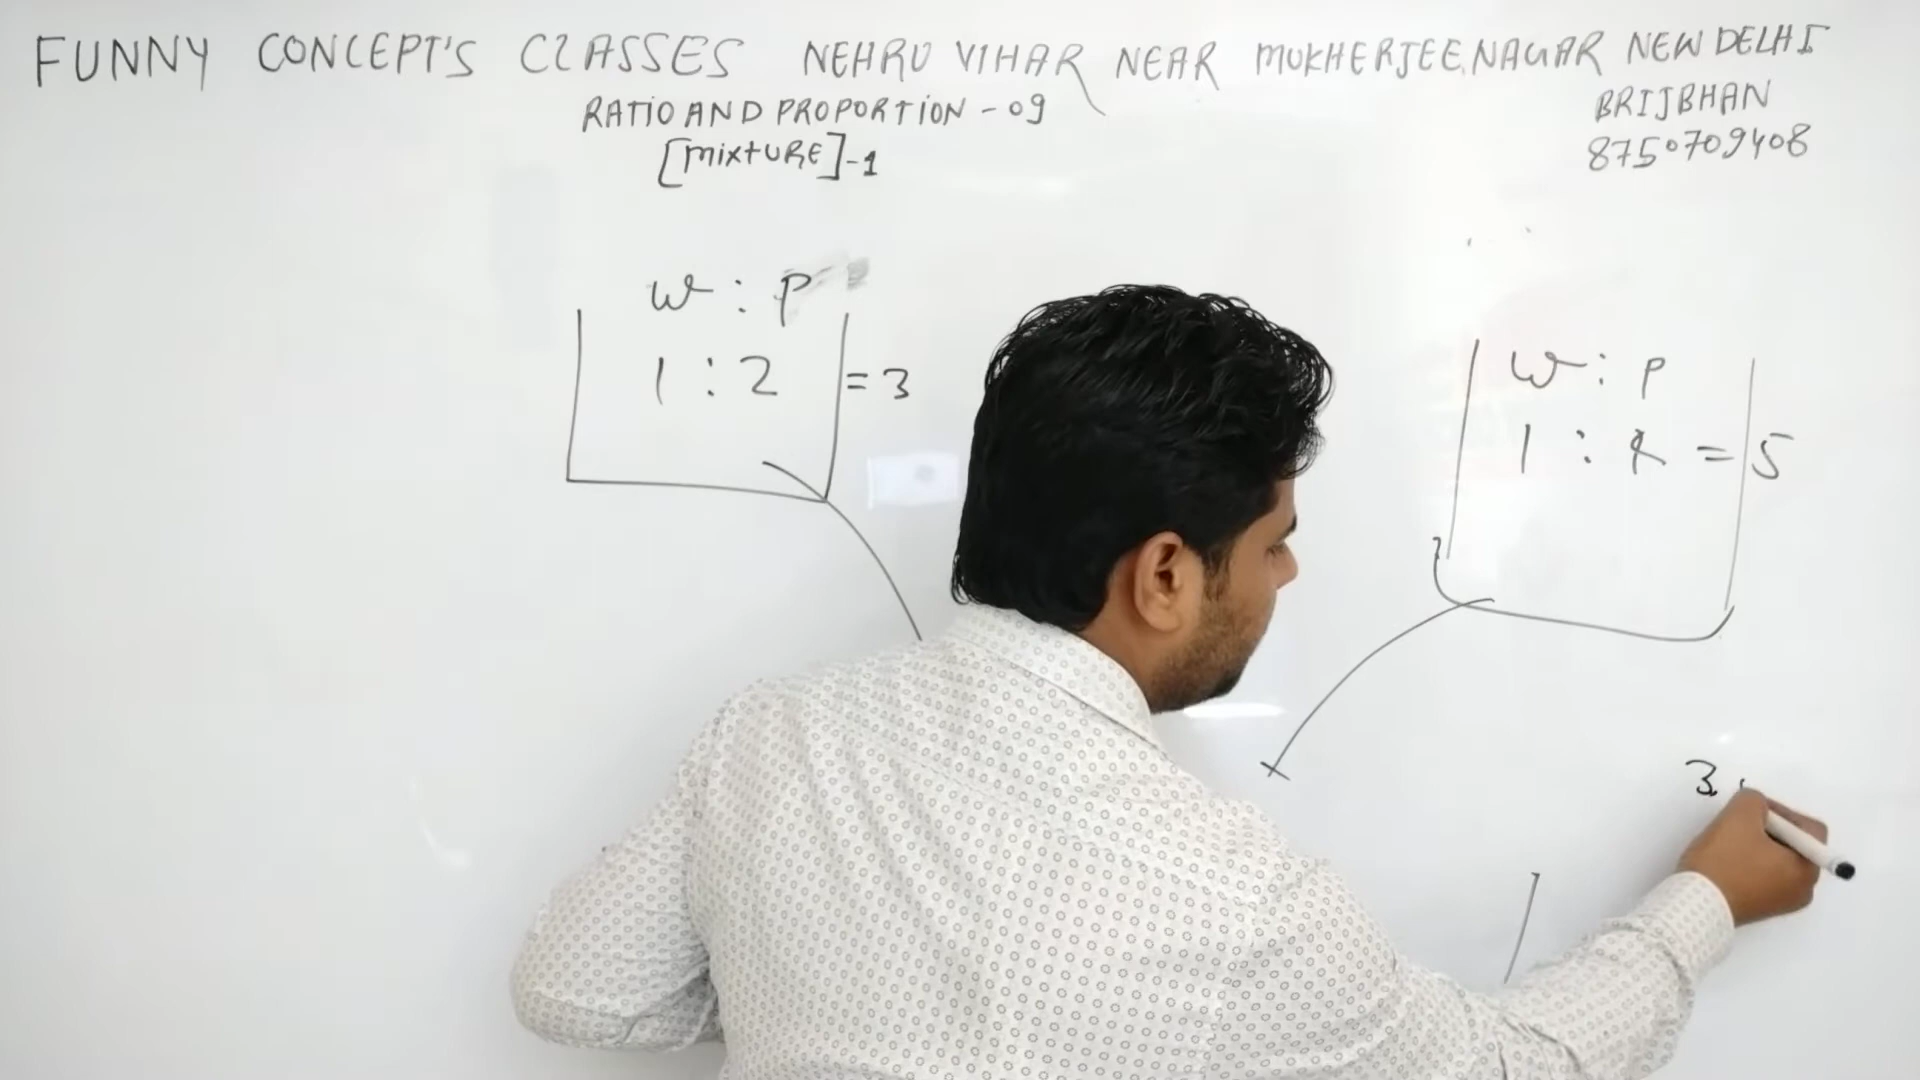 FUNNY CONCEPT'S CLASSES NEHRU VIHAR NEAR MUKHERJEE NAGAR NEW DELHI
RATIO AND PROPORTION - 09
[MIXTURE]-1
BRIJBHAN
8750709408
W : P
1 : 2 = 3
W : P
1 : 4 = 5
3